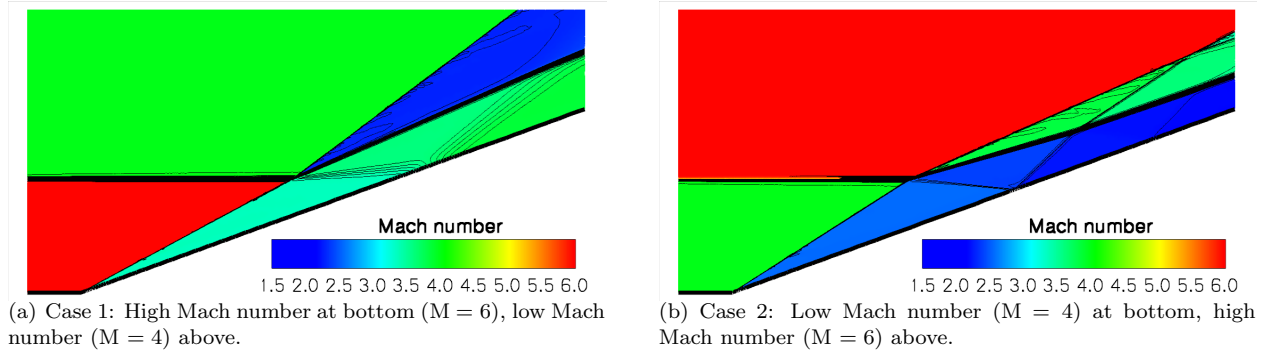 Mach number
1.5 2.0 2.5 3.0 3.5 4.0 4.5 5.0 5.5 6.0
(a) Case 1: High Mach number at bottom (M = 6), low Mach
number (M = 4) above.
Mach number
1.5 2.0 2.5 3.0 3.5 4.0 4.5 5.0 5.5 6.0
(b) Case 2: Low Mach number (M = 4) at bottom, high
Mach number (M = 6) above.